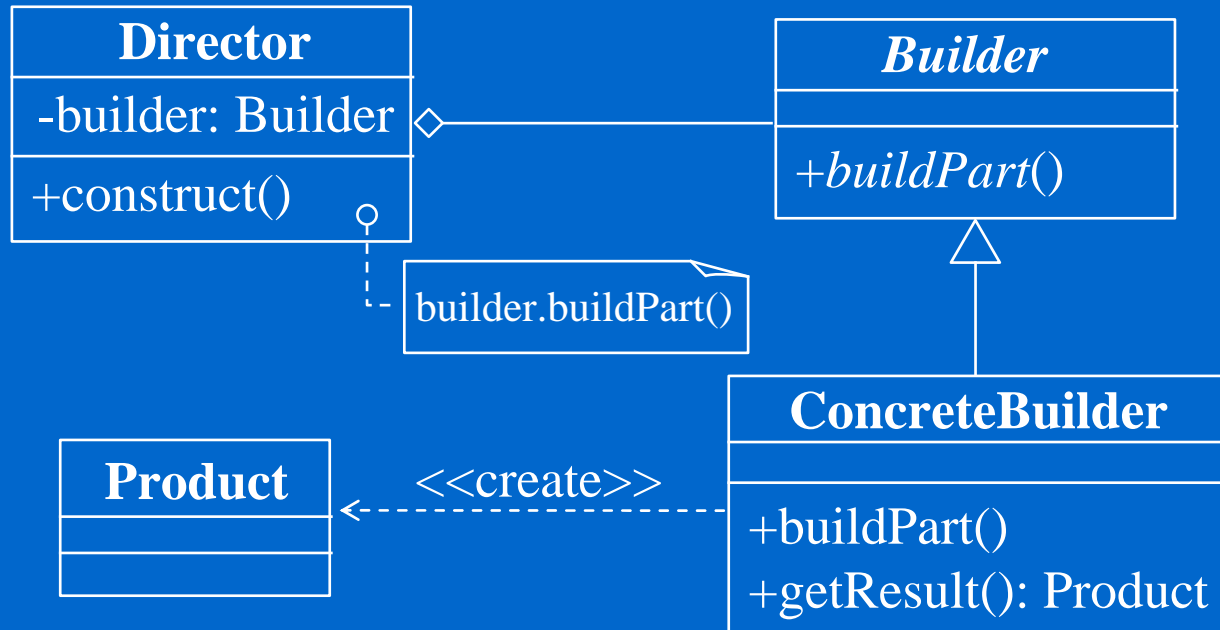 Director
-builder: Builder
+construct()
Builder
+buildPart()
builder.buildPart()
Product
<<create>>
ConcreteBuilder
+buildPart()
+getResult(): Product